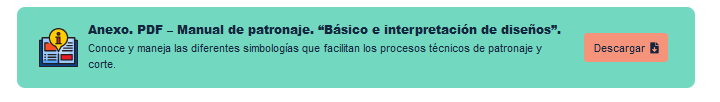 Anexo. PDF – Manual de patronaje. “Básico e interpretación de diseños”.
Conoce y maneja las diferentes simbologías que facilitan los procesos técnicos de patronaje y
corte.
Descargar